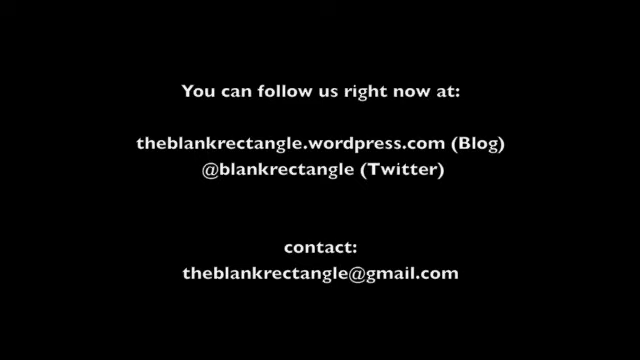 You can follow us right now at:
theblankrectangle.wordpress.com (Blog)
@blankrectangle (Twitter)
contact:
theblankrectangle@gmail.com